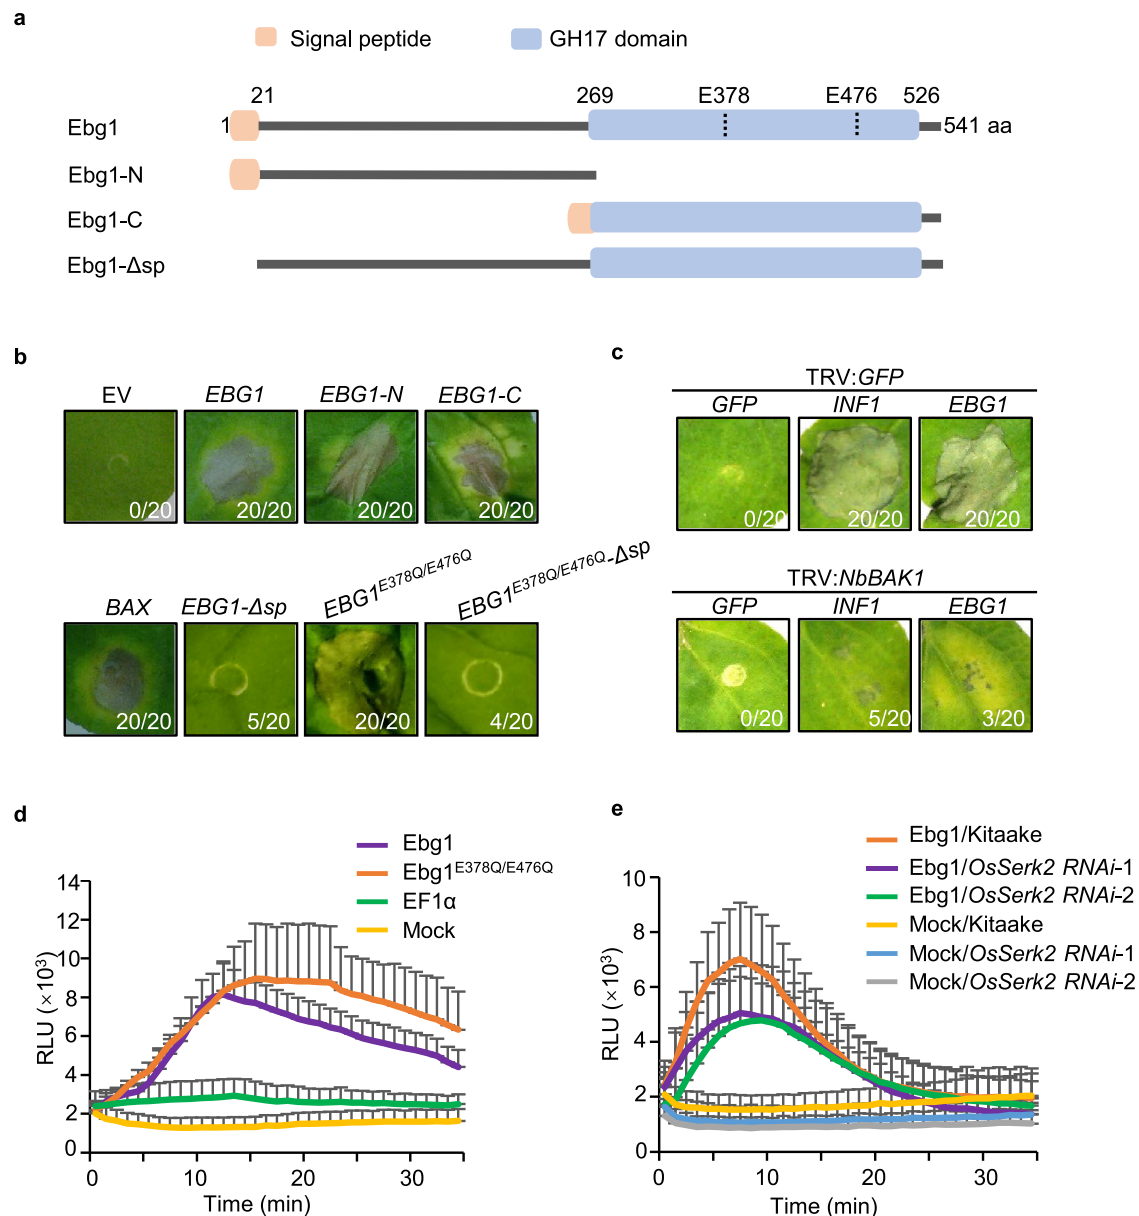 a
Signal peptide
GH17 domain
21 269 E378 E476 526
Ebg1 1 541 aa
Ebg1-N
Ebg1-C
Ebg1-Δsp
b
EV EBG1 EBG1-N EBG1-C
0/20 20/20 20/20 20/20
BAX EBG1-Δsp EBG1E378Q/E476Q EBG1E378Q/E476Q-Δsp
20/20 5/20 20/20 4/20
c
TRV:GFP
GFP INF1 EBG1
0/20 20/20 20/20
TRV:NbBAK1
GFP INF1 EBG1
0/20 5/20 3/20
d
Ebg1
Ebg1E378Q/E476Q
EF1α
Mock
RLU (×10³)
14
12
10
8
6
4
2
0
0 10 20 30
Time (min)
e
Ebg1/Kitaake
Ebg1/OsSerk2 RNAi-1
Ebg1/OsSerk2 RNAi-2
Mock/Kitaake
Mock/OsSerk2 RNAi-1
Mock/OsSerk2 RNAi-2
RLU (×10³)
10
8
6
4
2
0
0 10 20 30
Time (min)